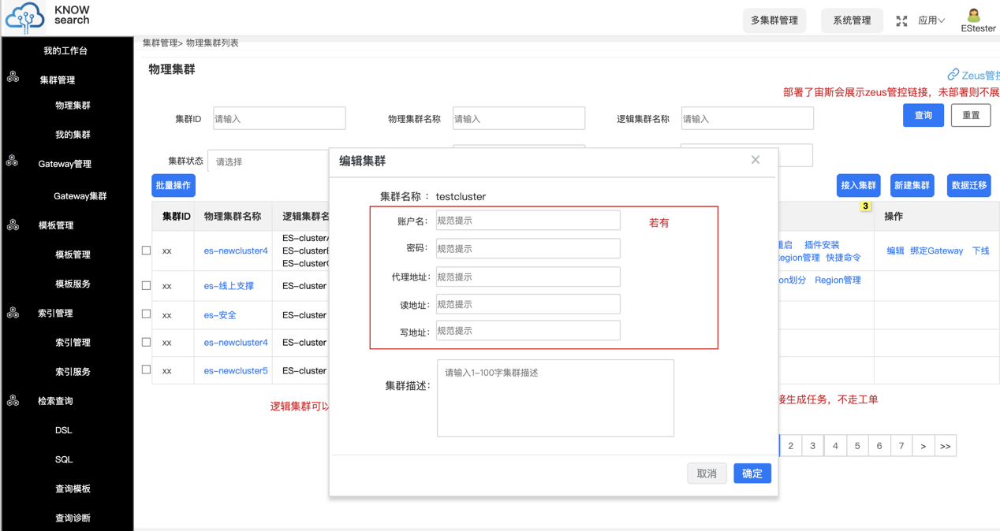 KNOW
search
多集群管理
系统管理
应用
EStester
我的工作台
集群管理
物理集群
我的集群
Gateway管理
Gateway集群
模板管理
模板管理
模板服务
索引管理
索引管理
索引服务
检索查询
DSL
SQL
查询模板
查询诊断
集群管理> 物理集群列表
物理集群
Zeus管控
部署了宙斯会展示zeus管控链接，未部署则不展
集群ID 请输入
物理集群名称 请输入
逻辑集群名称 请输入
查询
重置
集群状态 请选择
批量操作
接入集群
新建集群
数据迁移
集群ID 物理集群名称 逻辑集群名
3
操作
xx es-newcluster4
ES-cluster
ES-cluster
ES-cluster
重启 插件安装
Region管理 快捷命令
编辑 绑定Gateway 下线
xx es-线上支撑 ES-cluster
on划分 Region管理
xx es-安全 ES-cluster
xx es-newcluster4 ES-cluster
xx es-newcluster5 ES-cluster
逻辑集群可以
接生成任务，不走工单
2 3 4 5 6 7 > >>
编辑集群
集群名称 ： testcluster
账户名： 规范提示
若有
密码： 规范提示
代理地址： 规范提示
读地址： 规范提示
写地址： 规范提示
集群描述： 请输入1-100字集群描述
取消
确定